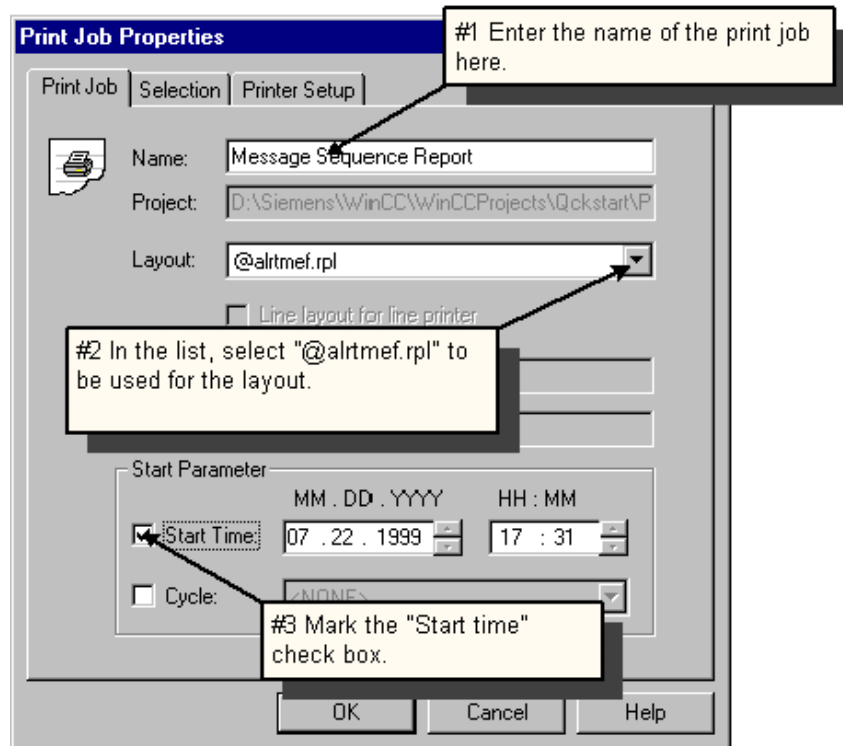 Print Job Properties
#1 Enter the name of the print job
here.
Print Job
Selection
Printer Setup
Name:
Message Sequence Report
Project:
D:\Siemens\WinCC\WinCCProjects\Qckstart\P
Layout:
@alrtmef.rpl
Line layout for line printer
#2 In the list, select "@alrtmef.rpl" to
be used for the layout.
Start Parameter
MM . DD . YYYY HH : MM
Start Time:
07 . 22 . 1999
17 : 31
Cycle:
<NONE>
#3 Mark the "Start time"
check box.
OK
Cancel
Help